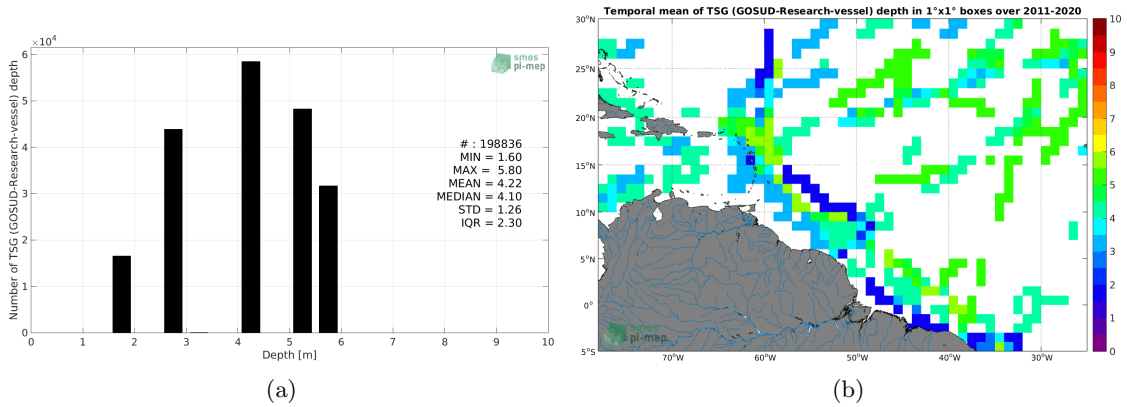 ×10⁴
6
5
4
3
2
1
0
0 1 2 3 4 5 6 7 8 9 10
Number of TSG (GOSUD-Research-vessel) depth
Depth [m]
smos
pi-mep
# : 198836
MIN = 1.60
MAX = 5.80
MEAN = 4.22
MEDIAN = 4.10
STD = 1.26
IQR = 2.30
(a)
Temporal mean of TSG (GOSUD-Research-vessel) depth in 1°x1° boxes over 2011-2020
30°N
25°N
20°N
15°N
10°N
5°N
0°
5°S
70°W 60°W 50°W 40°W 30°W
smos
pi-mep
10
9
8
7
6
5
4
3
2
1
0
(b)